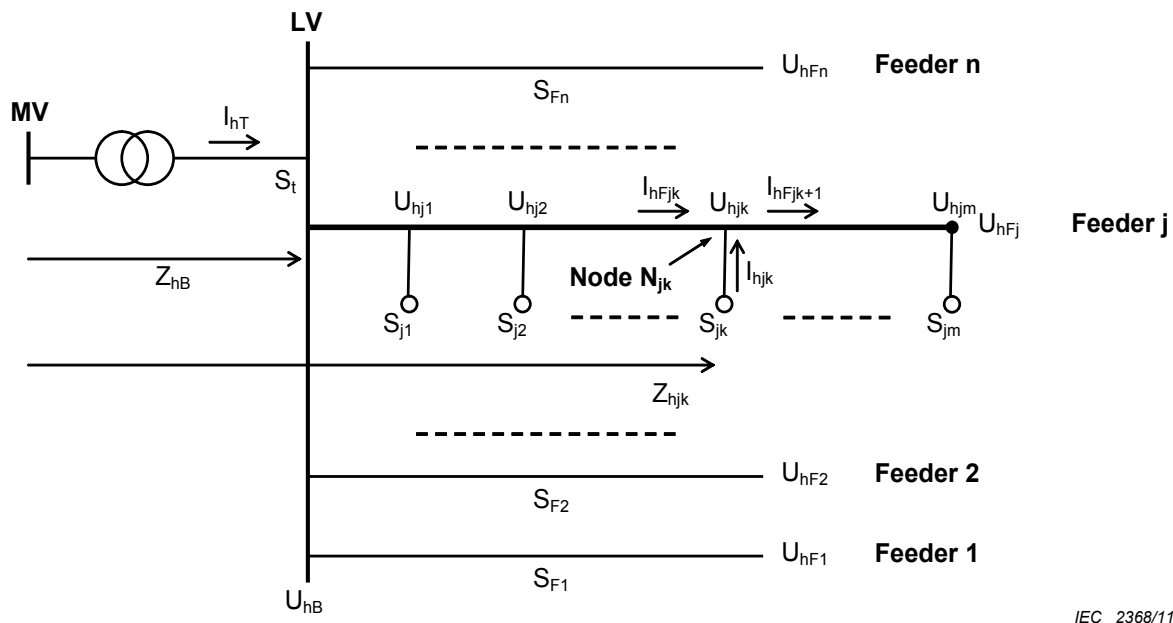 LV
U_hFn Feeder n
S_Fn
MV
I_hT
S_t
I_hFjk I_hFjk+1
U_hj1 U_hj2 U_hjk U_hjm
U_hFj Feeder j
Z_hB
Node N_jk I_hjk
S_j1 S_j2 S_jk S_jm
Z_hjk
U_hF2 Feeder 2
S_F2
U_hF1 Feeder 1
S_F1
U_hB
IEC 2368/11